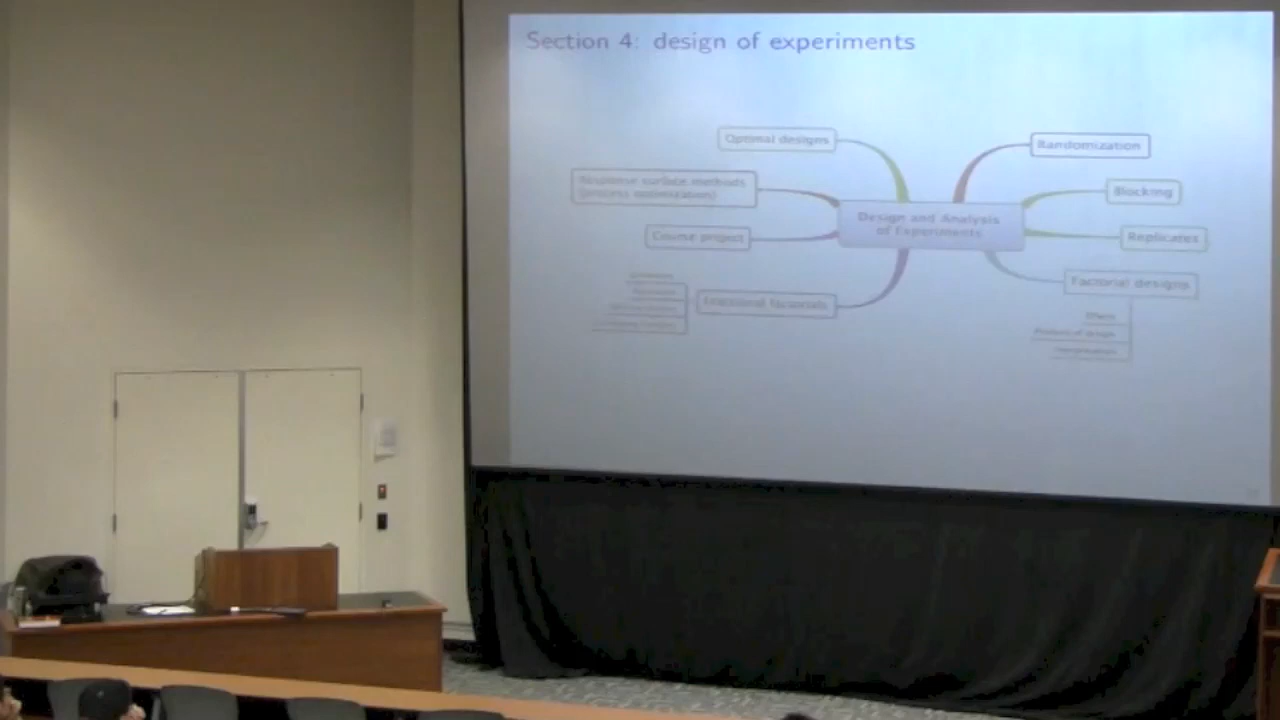 Section 4: design of experiments
Optimal designs
Randomization
Response surface methods
(process optimization)
Blocking
Design and Analysis
of Experiments
Course project
Replicates
Factorial designs
Fractional factorials
Effects